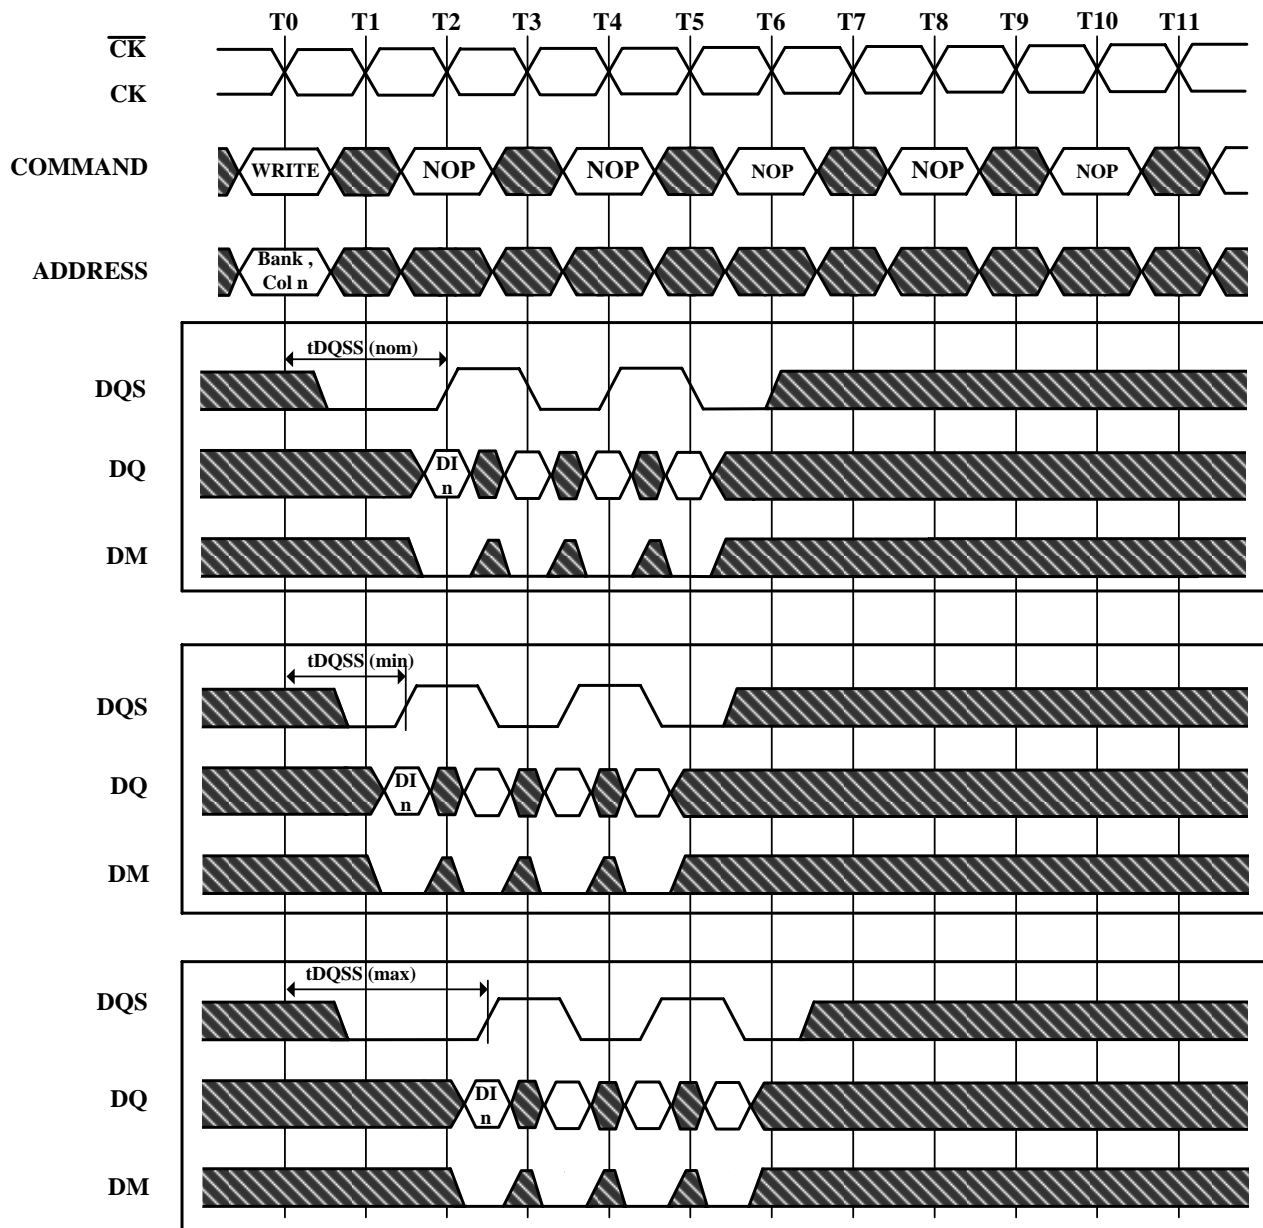 T0 T1 T2 T3 T4 T5 T6 T7 T8 T9 T10 T11
CK
CK
COMMAND WRITE NOP NOP NOP NOP NOP
ADDRESS Bank ,
Col n
tDQSS (nom)
DQS
DQ DI
n
DM
tDQSS (min)
DQS
DQ DI
n
DM
tDQSS (max)
DQS
DQ DI
n
DM